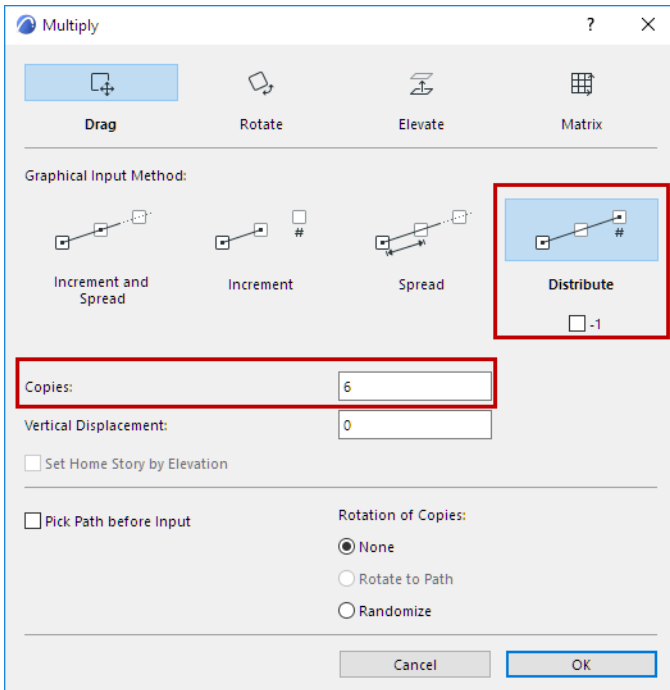 Multiply
?
Drag
Rotate
Elevate
Matrix
Graphical Input Method:
#
#
Increment and
Spread
Increment
Spread
Distribute
-1
Copies:
6
Vertical Displacement:
0
Set Home Story by Elevation
Pick Path before Input
Rotation of Copies:
None
Rotate to Path
Randomize
Cancel
OK